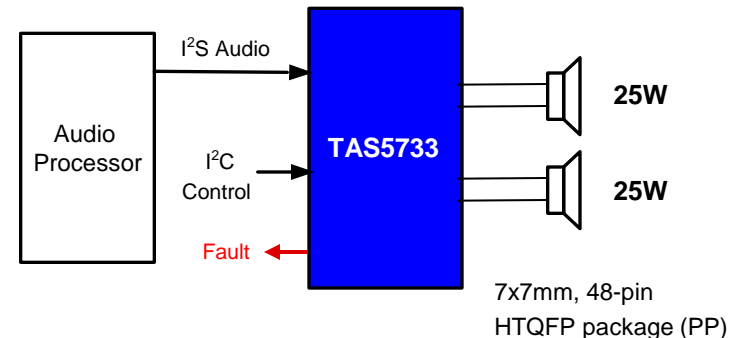 I²S Audio
Audio
Processor
I²C
Control
Fault
TAS5733
25W
25W
7x7mm, 48-pin
HTQFP package (PP)